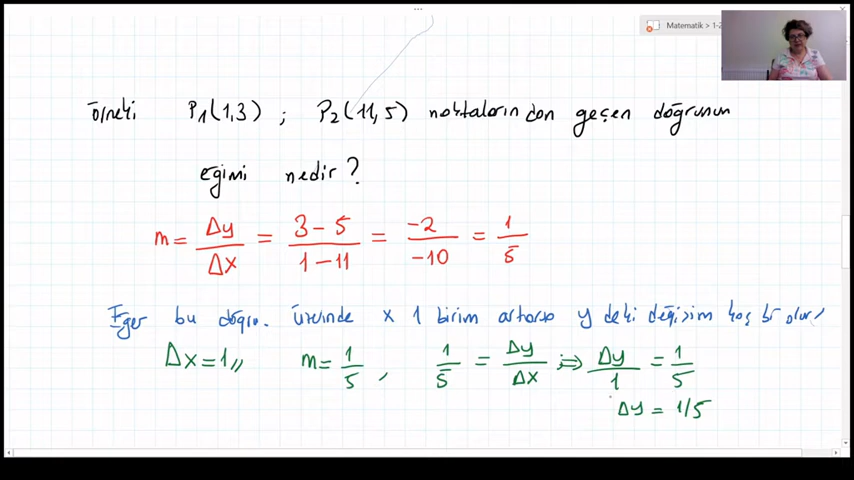 Matematik > 1-2
örnek: P₁(1,3) ; P₂(11,5) noktalarından geçen doğrunun
eğimi nedir?
m = Δy/Δx = 3-5/1-11 = -2/-10 = 1/5
Eğer bu doğru. üzerinde x 1 birim artarsa y deki değişim kaç br olur,
Δx=1,, m=1/5, 1/5 = Δy/Δx ⇒ Δy/1 = 1/5
Δy = 1/5